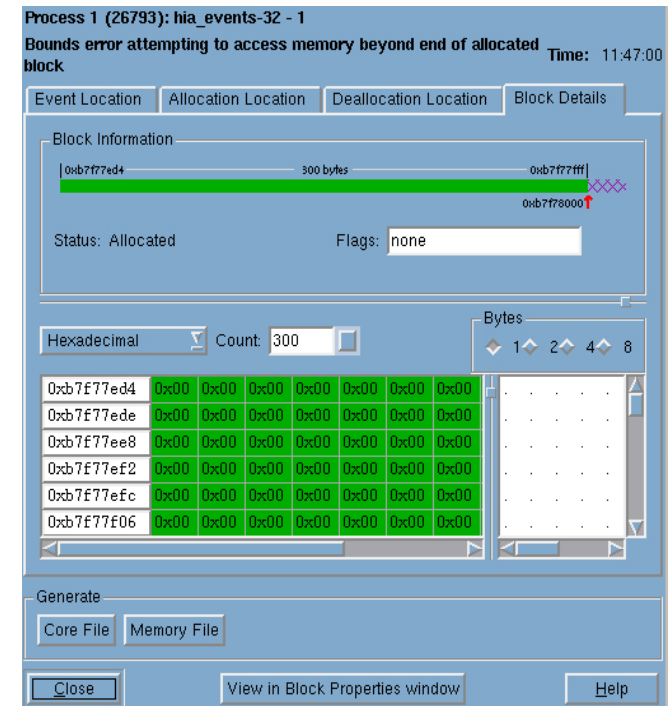 Process 1 (26793): hia_events-32 - 1
Bounds error attempting to access memory beyond end of allocated
block
Time: 11:47:00
Event Location Allocation Location Deallocation Location Block Details
Block Information
0xb7f77ed4 300 bytes 0xb7f77fff
0xb7f78000
Status: Allocated Flags: none
Bytes
Hexadecimal Count: 300 1 2 4 8
0xb7f77ed4 0x00 0x00 0x00 0x00 0x00 0x00 0x00 . . . . .
0xb7f77ede 0x00 0x00 0x00 0x00 0x00 0x00 0x00 . . . . .
0xb7f77ee8 0x00 0x00 0x00 0x00 0x00 0x00 0x00 . . . . .
0xb7f77ef2 0x00 0x00 0x00 0x00 0x00 0x00 0x00 . . . . .
0xb7f77efc 0x00 0x00 0x00 0x00 0x00 0x00 0x00 . . . . .
0xb7f77f06 0x00 0x00 0x00 0x00 0x00 0x00 0x00 . . . . .
Generate
Core File Memory File
Close View in Block Properties window Help